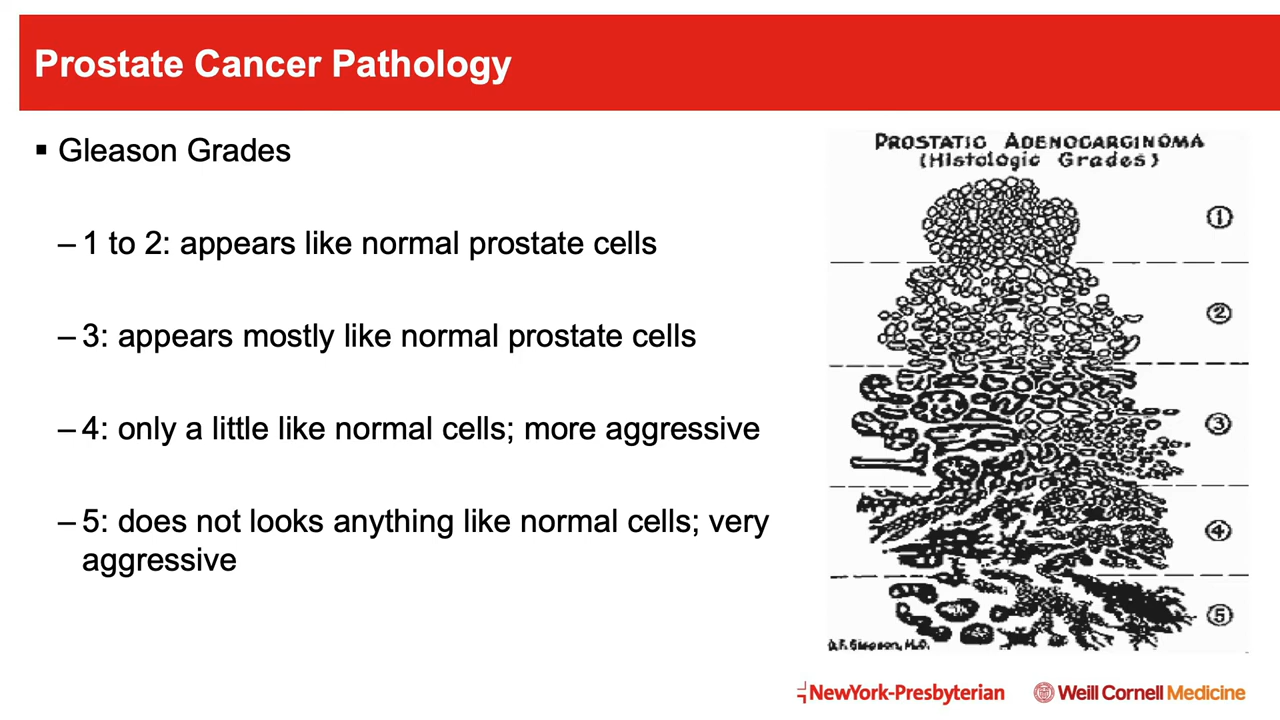 Prostate Cancer Pathology
▪ Gleason Grades
– 1 to 2: appears like normal prostate cells
– 3: appears mostly like normal prostate cells
– 4: only a little like normal cells; more aggressive
– 5: does not looks anything like normal cells; very
aggressive
PROSTATIC ADENOCARCINOMA
(Histologic Grades)
1
2
3
4
5
D.F. Gleason, M.D.
NewYork-Presbyterian
Weill Cornell Medicine